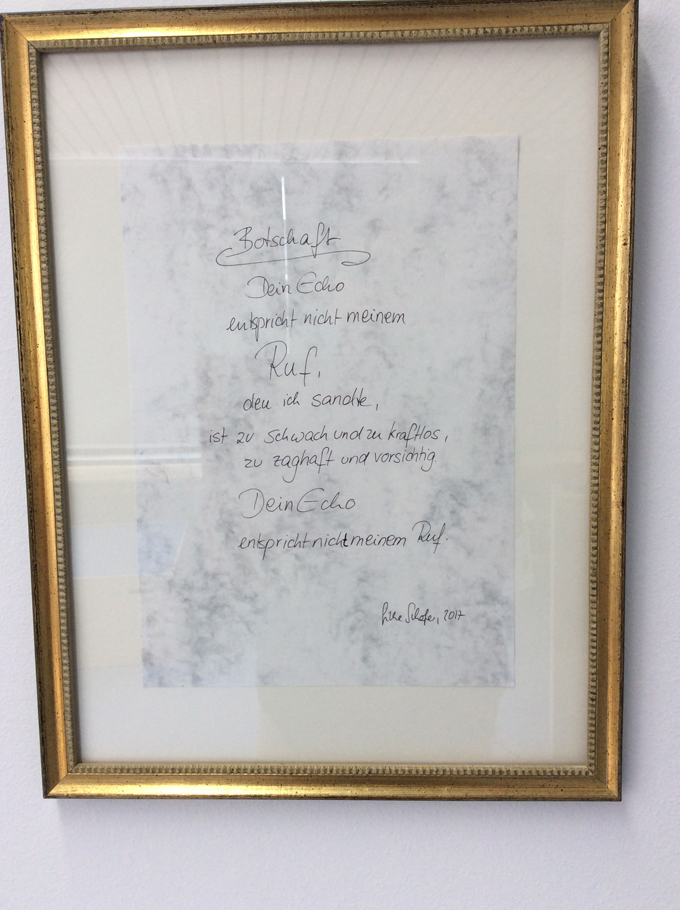 Botschaft
Dein Echo
entspricht nicht meinem
Ruf,
den ich sandte,
ist zu schwach und zu kraftlos,
zu zaghaft und vorsichtig
Dein Echo
entspricht nicht meinem Ruf.
2017